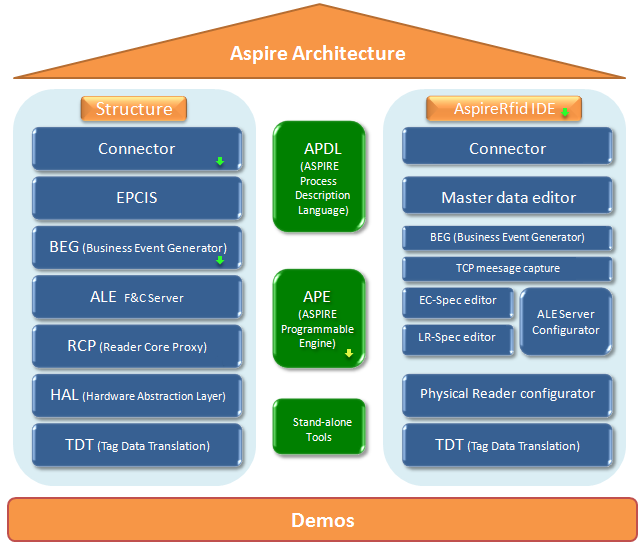 Aspire Architecture
Structure
Connector
EPCIS
BEG (Business Event Generator)
ALE F&C Server
RCP (Reader Core Proxy)
HAL (Hardware Abstraction Layer)
TDT (Tag Data Translation)
APDL
(ASPIRE
Process
Description
Language)
APE
(ASPIRE
Programmable
Engine)
Stand-alone
Tools
AspireRfid IDE
Connector
Master data editor
BEG (Business Event Generator)
TCP meesage capture
EC-Spec editor
LR-Spec editor
ALE Server
Configurator
Physical Reader configurator
TDT (Tag Data Translation)
Demos